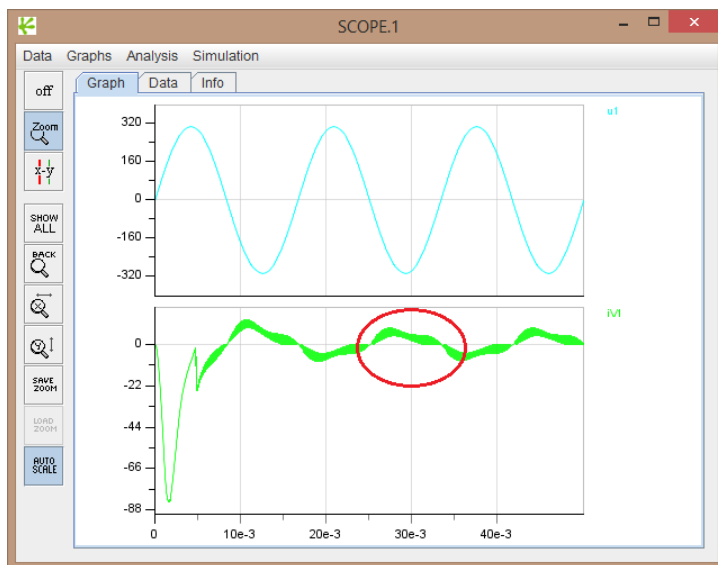 SCOPE.1
Data Graphs Analysis Simulation
Graph Data Info
off
Zoom
x-y
SHOW
ALL
BACK
SAVE
ZOOM
LOAD
ZOOM
AUTO
SCALE
u1
320
160
0
-160
-320
iV1
0
-22
-44
-66
-88
0 10e-3 20e-3 30e-3 40e-3